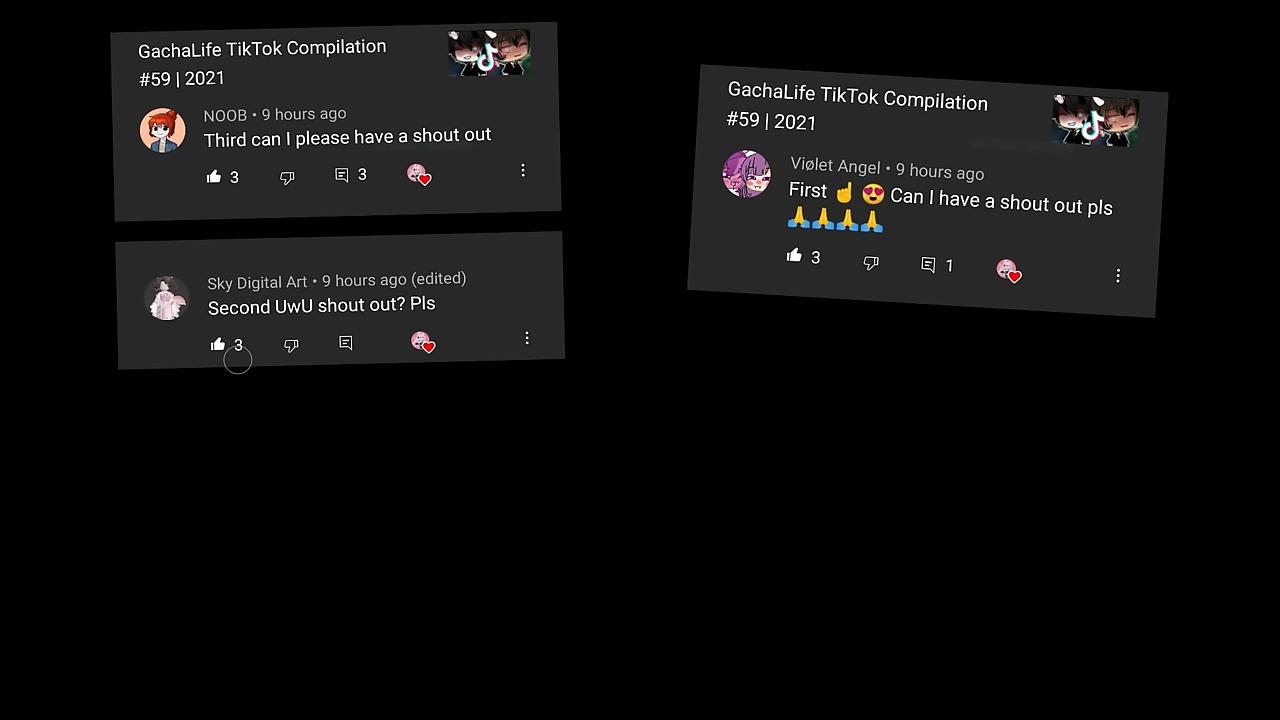 GachaLife TikTok Compilation
#59 | 2021
NOOB • 9 hours ago
Third can I please have a shout out
3
3
Sky Digital Art • 9 hours ago (edited)
Second UwU shout out? Pls
3
GachaLife TikTok Compilation
#59 | 2021
Viølet Angel • 9 hours ago
First ☝️ 😍 Can I have a shout out pls
🙏🙏🙏🙏
3
1